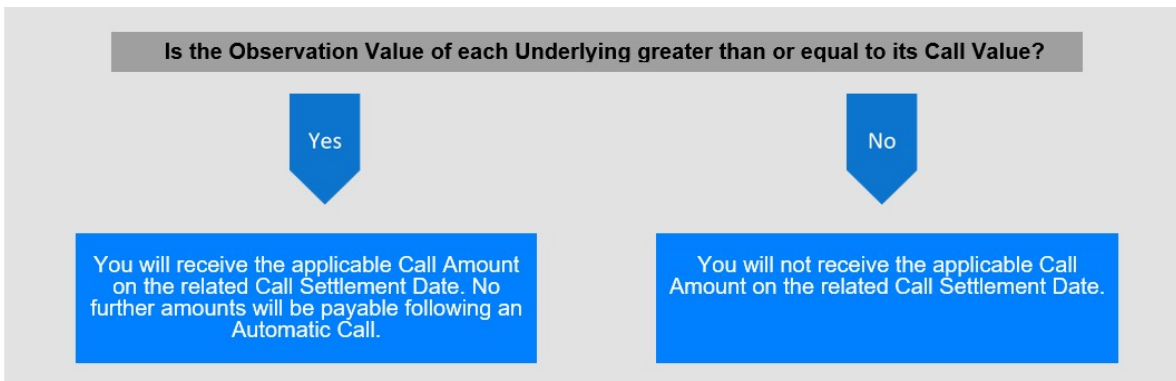 Is the Observation Value of each Underlying greater than or equal to its Call Value?
Yes
No
You will receive the applicable Call Amount
on the related Call Settlement Date. No
further amounts will be payable following an
Automatic Call.
You will not receive the applicable Call
Amount on the related Call Settlement Date.